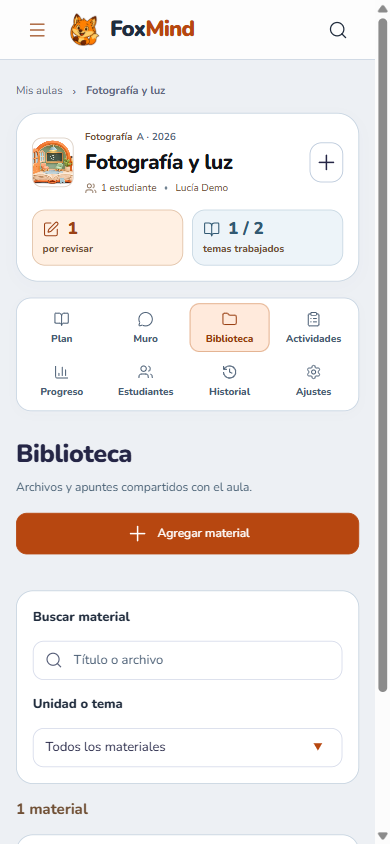 FoxMind
Mis aulas › Fotografía y luz
Fotografía A · 2026
Fotografía y luz
1 estudiante • Lucía Demo
1
por revisar
1 / 2
temas trabajados
Plan
Muro
Biblioteca
Actividades
Progreso
Estudiantes
Historial
Ajustes
Biblioteca
Archivos y apuntes compartidos con el aula.
Agregar material
Buscar material
Título o archivo
Unidad o tema
Todos los materiales
1 material